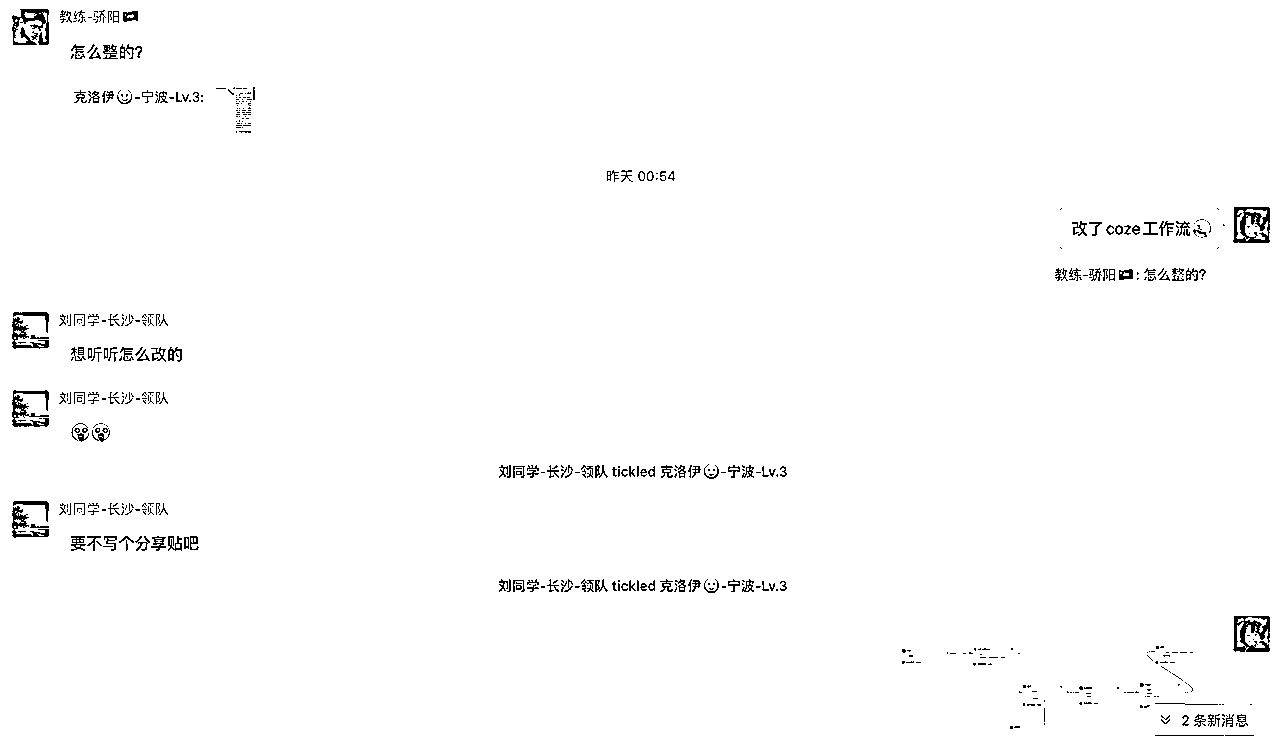 教练-骄阳
怎么整的?
克洛伊-宁波-Lv.3:
昨天 00:54
改了coze工作流
教练-骄阳: 怎么整的?
刘同学-长沙-领队
想听听怎么改的
刘同学-长沙-领队
刘同学-长沙-领队 tickled 克洛伊-宁波-Lv.3
刘同学-长沙-领队
要不写个分享贴吧
刘同学-长沙-领队 tickled 克洛伊-宁波-Lv.3
2 条新消息